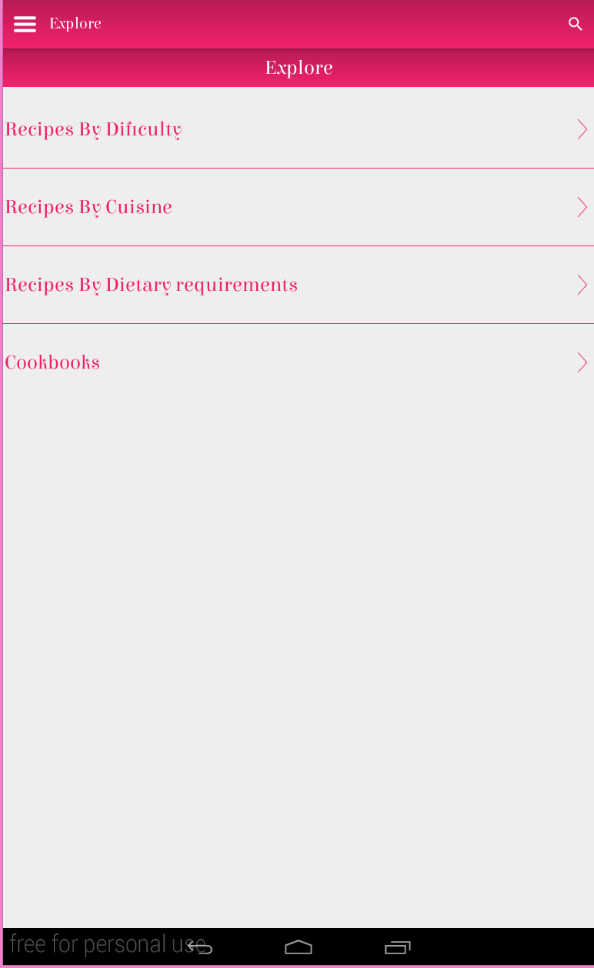 Explore
Explore
Recipes By Dificulty
Recipes By Cuisine
Recipes By Dietary requirements
Cookbooks
free for personal use